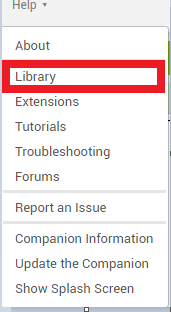 Help ▾
About
Library
Extensions
Tutorials
Troubleshooting
Forums
Report an Issue
Companion Information
Update the Companion
Show Splash Screen